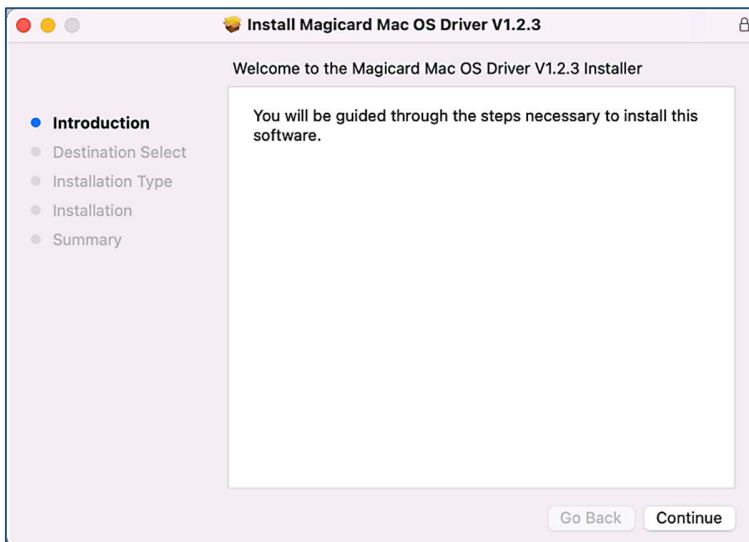 Install Magicard Mac OS Driver V1.2.3
Welcome to the Magicard Mac OS Driver V1.2.3 Installer
Introduction
Destination Select
Installation Type
Installation
Summary
You will be guided through the steps necessary to install this
software.
Go Back
Continue